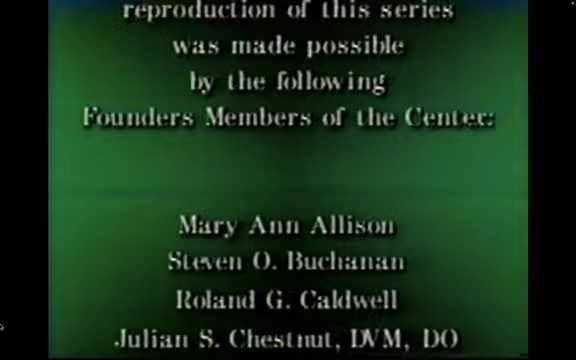 reproduction of this series
was made possible
by the following
Founders Members of the Center:
Mary Ann Allison
Steven O. Buchanan
Roland G. Caldwell
Julian S. Chestnut, DVM, DO